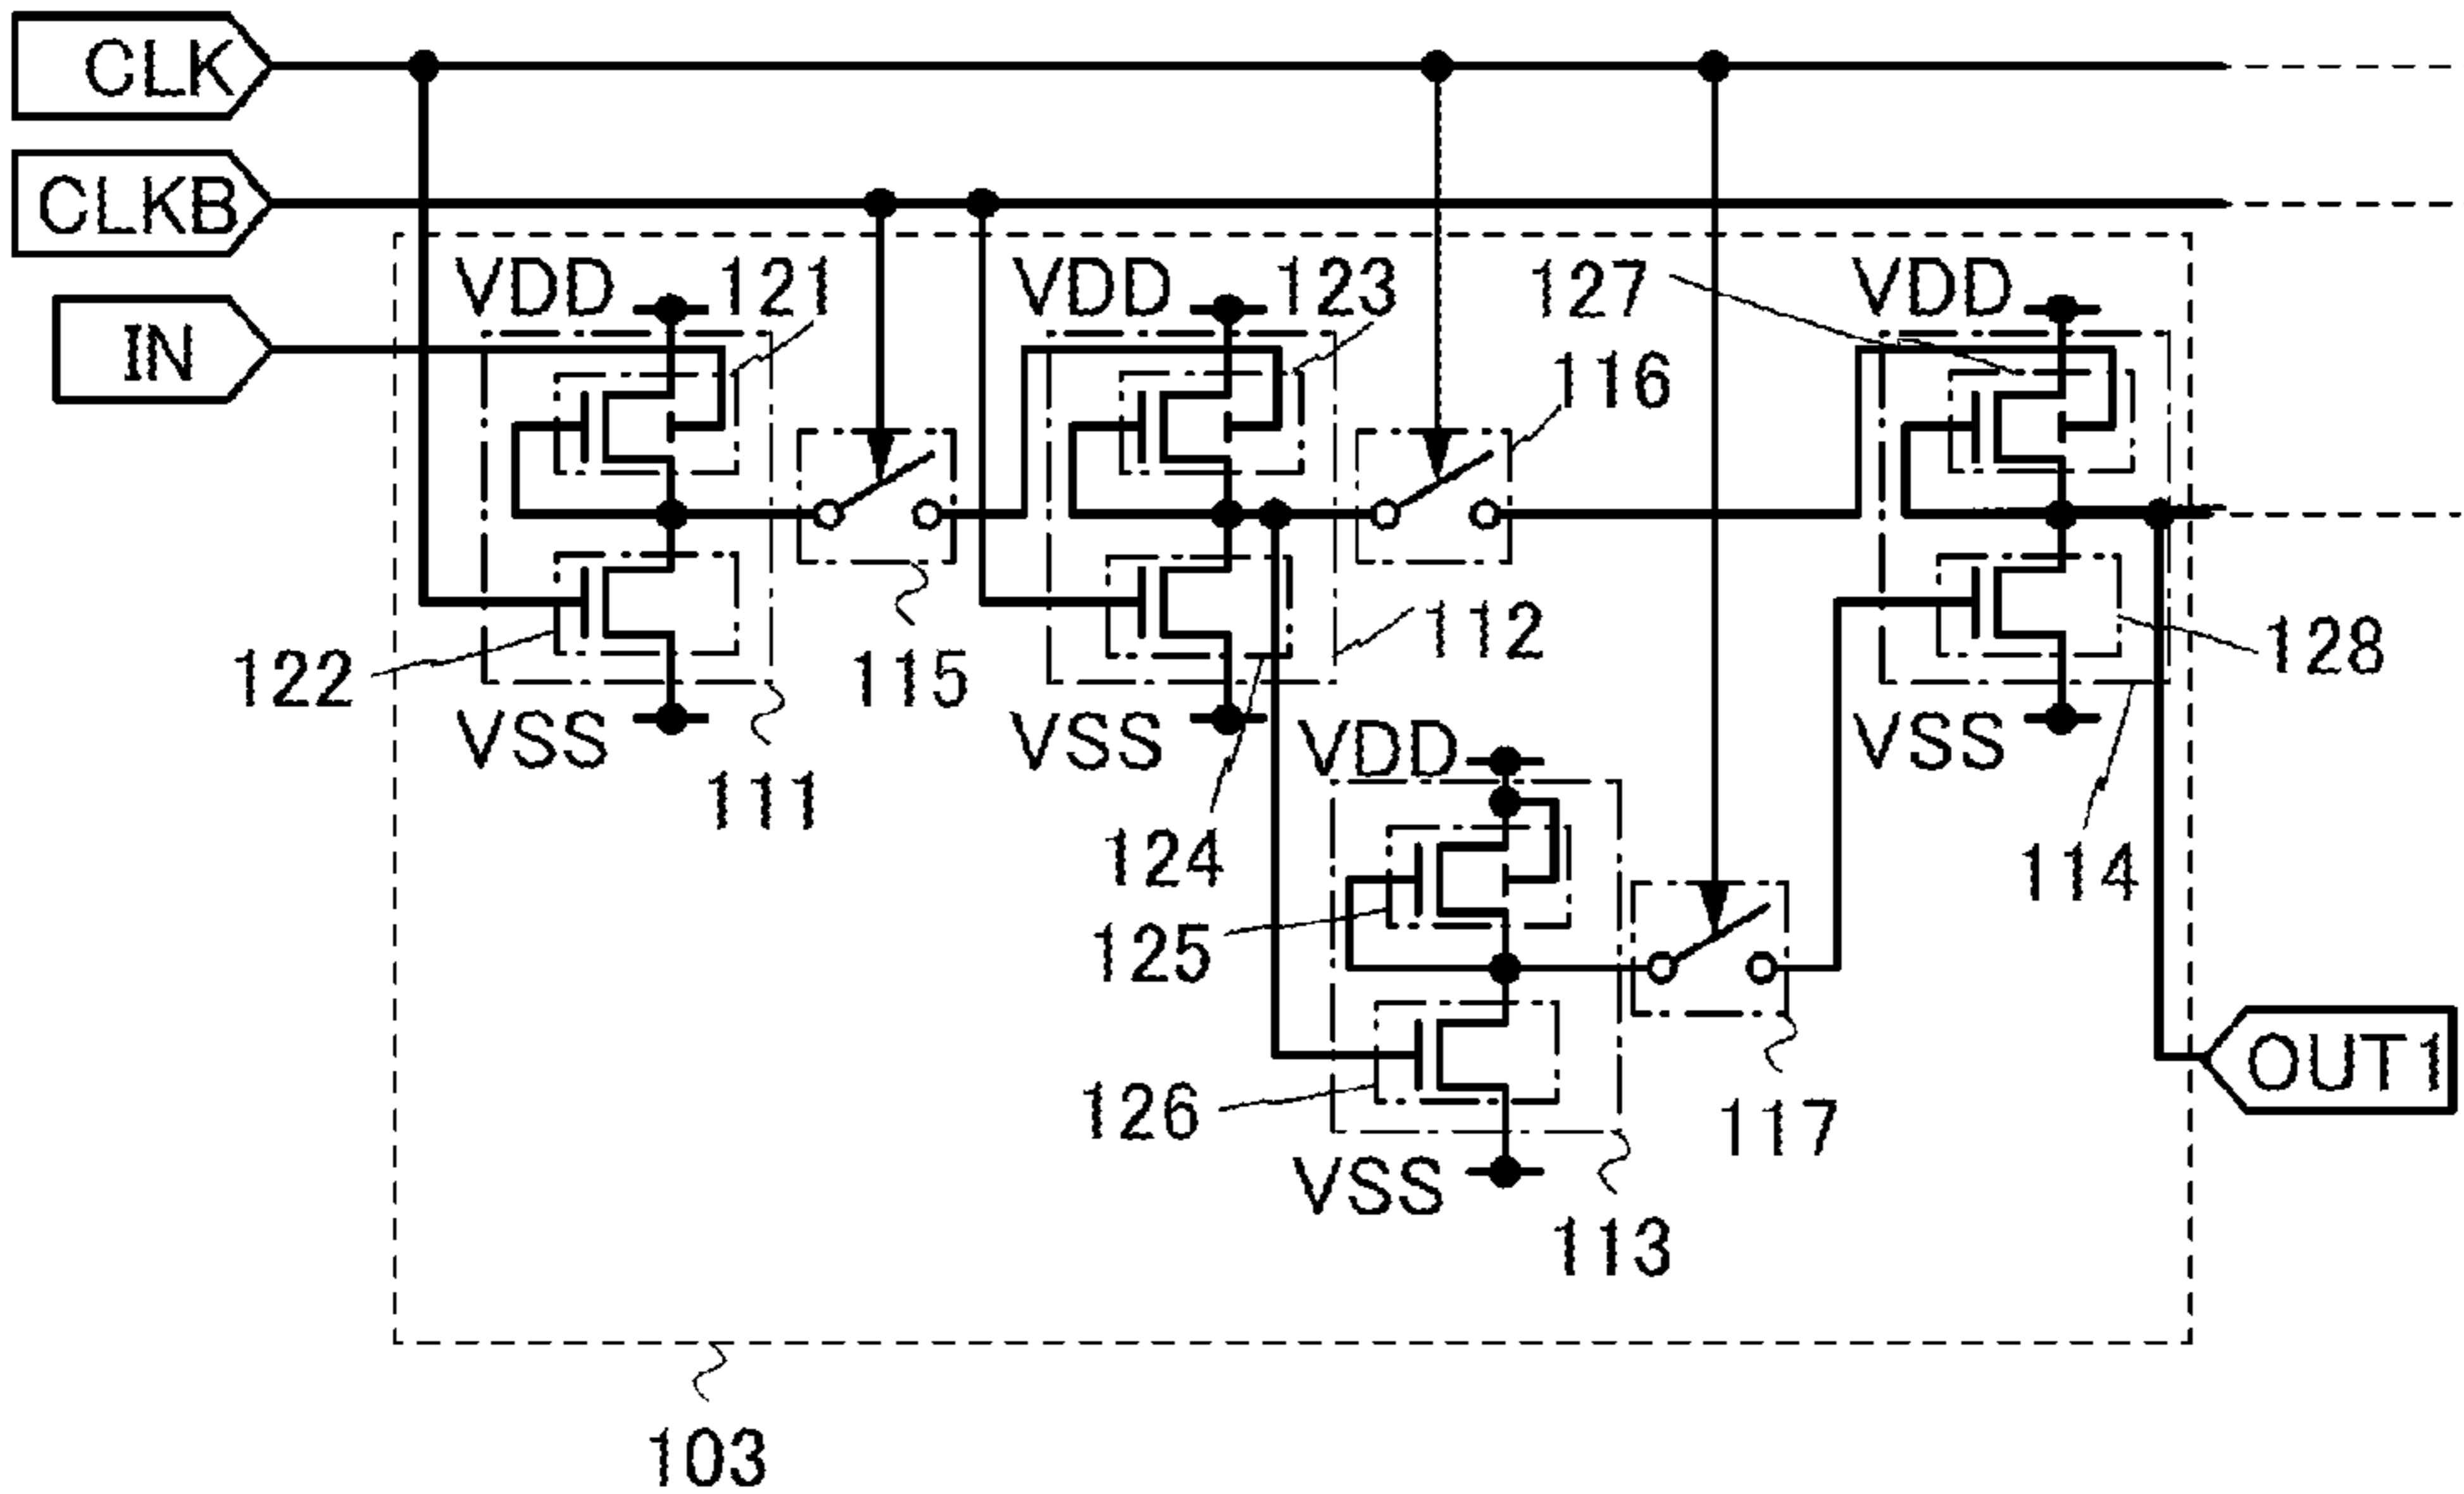 CLK
CLKB
IN
VDD 121
VDD 123
127
VDD
116
122
115
112
128
VSS
111
VSS
VDD
VSS
124
114
125
126
117
OUT1
VSS
113
103